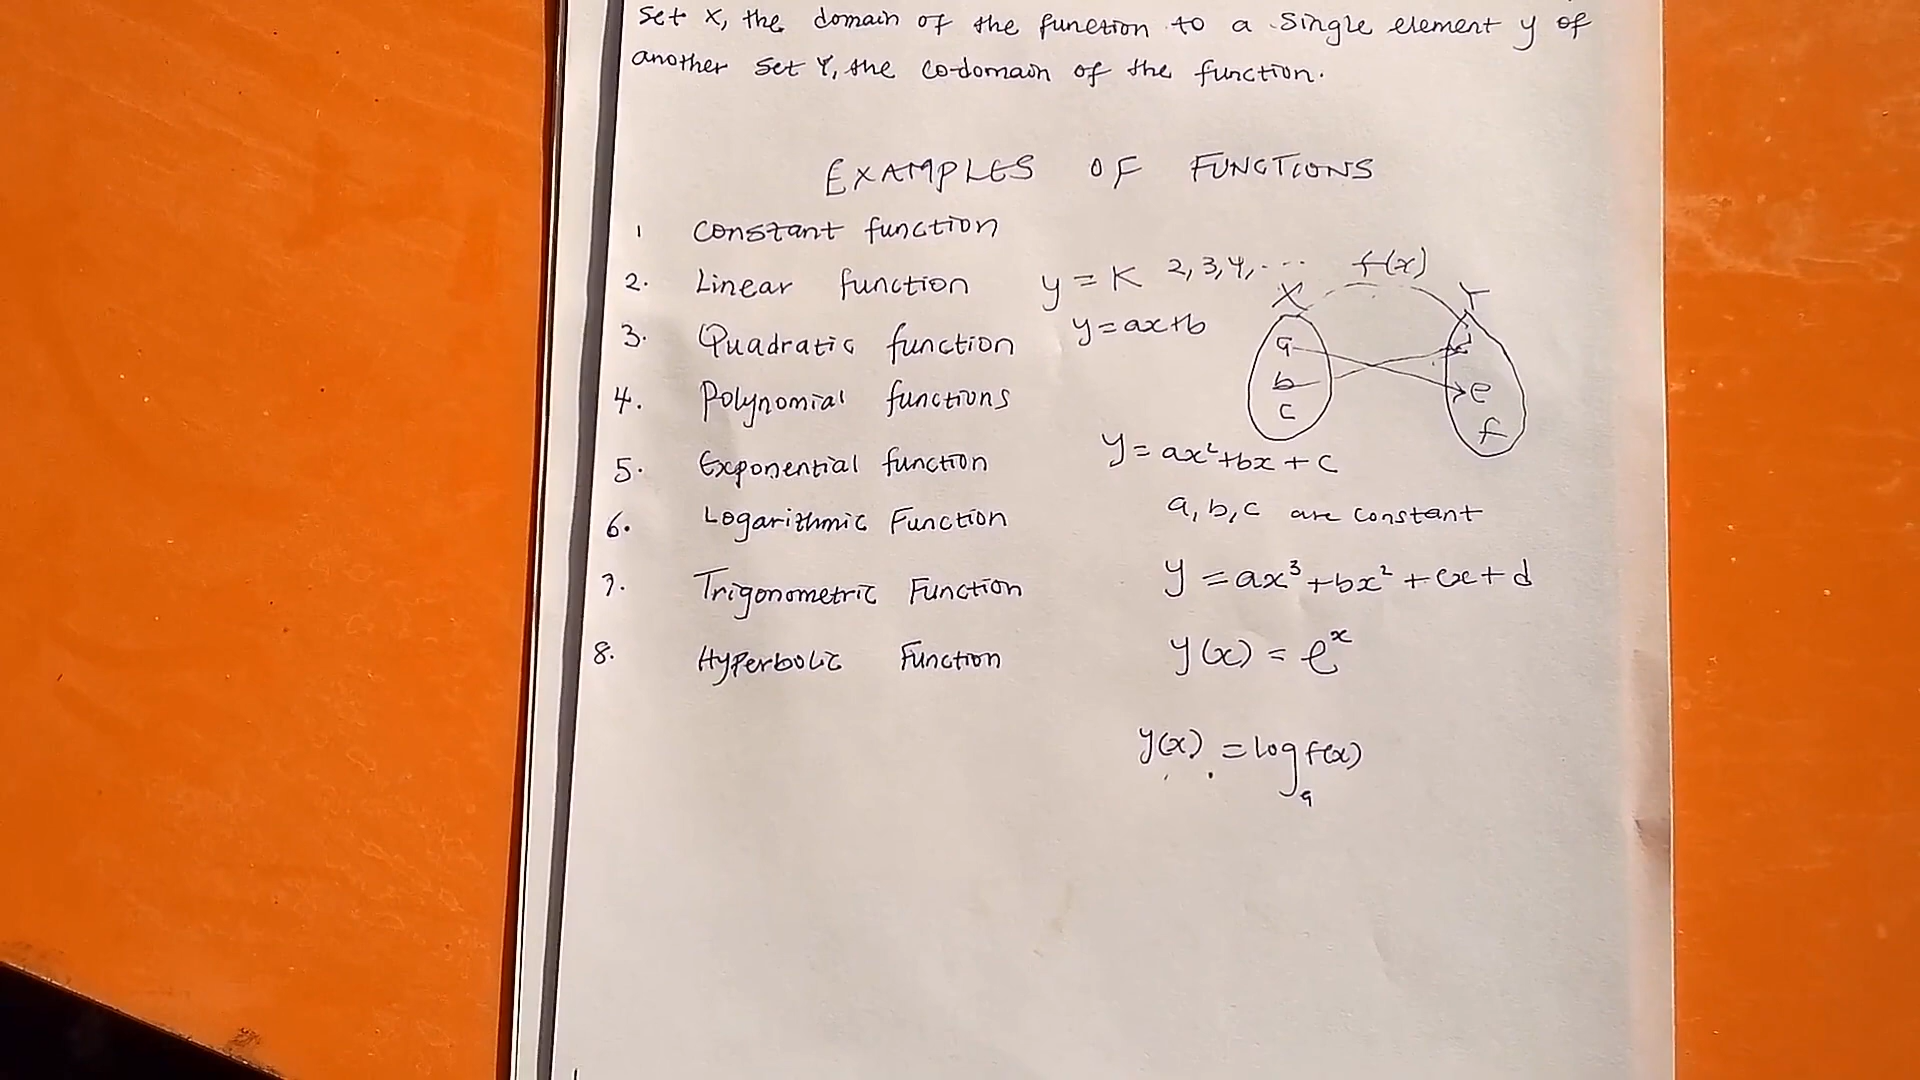 Set X, the domain of the function to a single element y of
another set Y, the co-domain of the function.
EXAMPLES OF FUNCTIONS
1 Constant function
2. Linear function
3. Quadratic function
4. Polynomial functions
5. Exponential function
6. Logarithmic Function
7. Trigonometric Function
8. Hyperbolic Function
y = K 2, 3, 4, ...
y = ax+b
f(x)
X Y
a
b e
c f
y = ax²+bx + c
a, b, c are constant
y = ax³ + bx² + cx + d
y(x) = eˣ
y(x) = logₐ f(x)